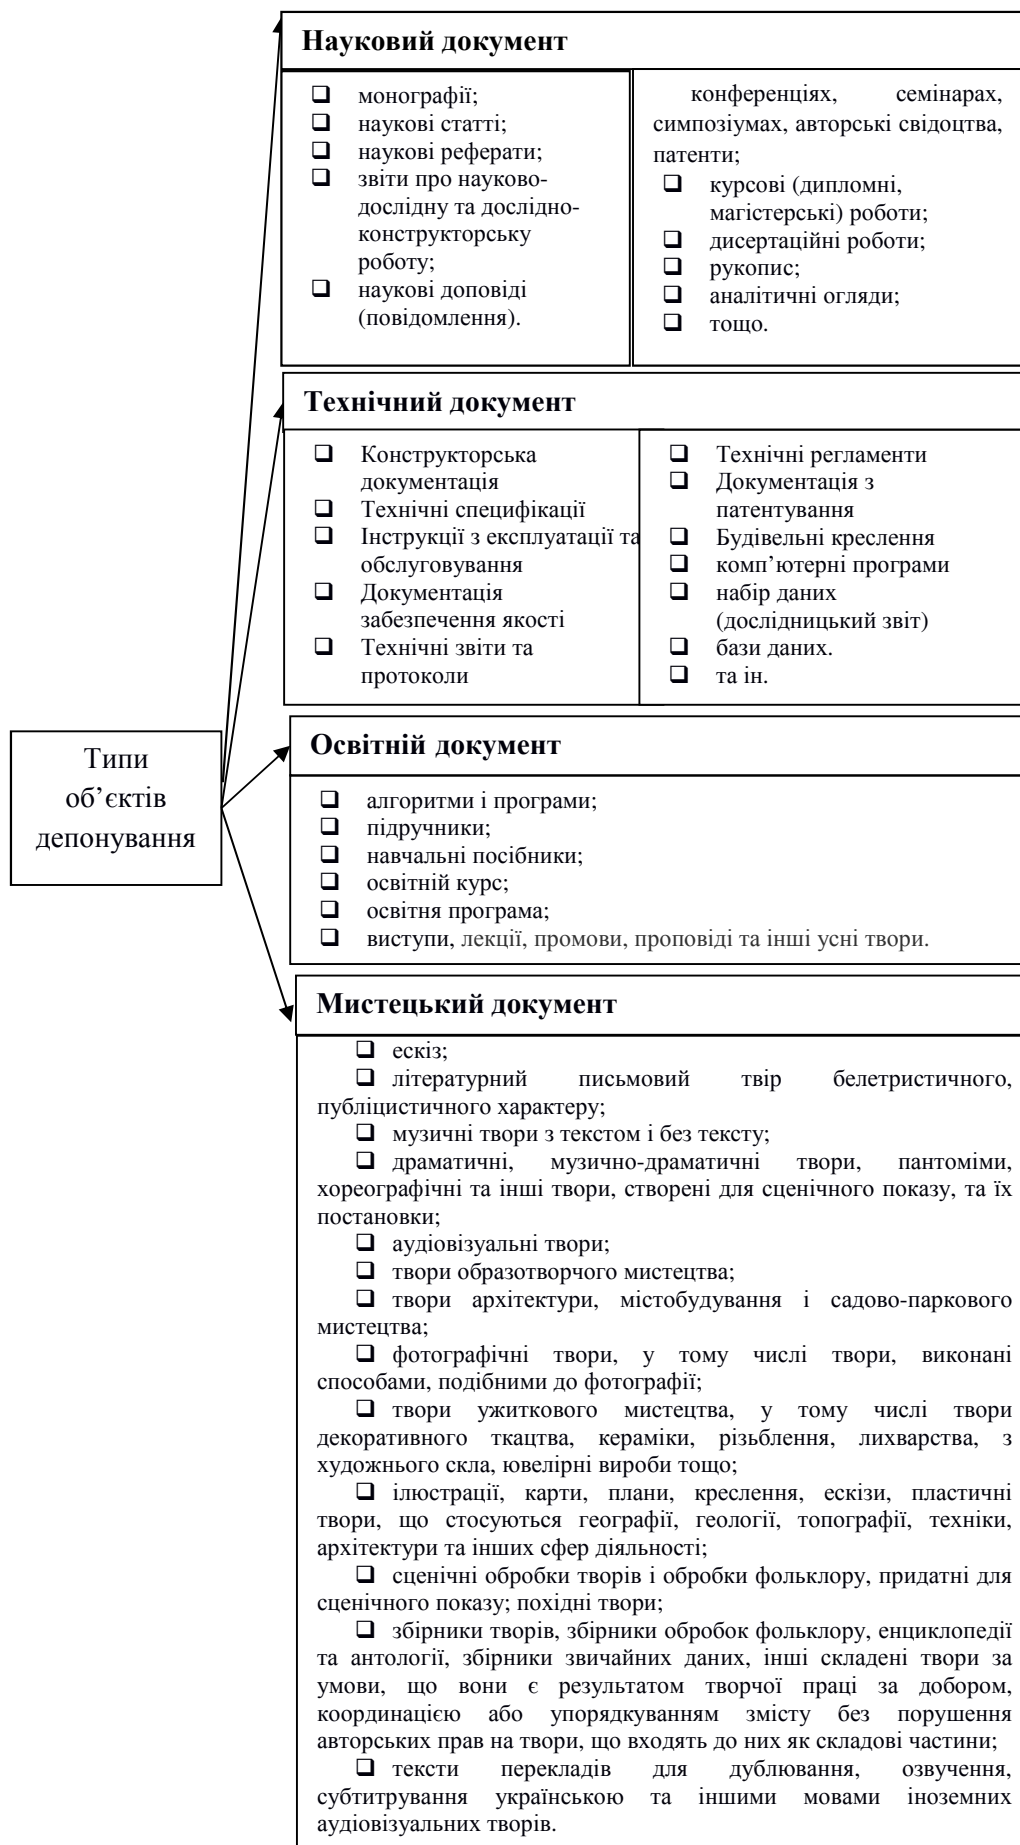 Науковий документ
❑ монографії;
❑ наукові статті;
❑ наукові реферати;
❑ звіти про науково-
дослідну та дослідно-
конструкторську
роботу;
❑ наукові доповіді
(повідомлення).
конференціях, семінарах,
симпозіумах, авторські свідоцтва,
патенти;
❑ курсові (дипломні,
магістерські) роботи;
❑ дисертаційні роботи;
❑ рукопис;
❑ аналітичні огляди;
❑ тощо.
Технічний документ
❑ Конструкторська
документація
❑ Технічні специфікації
❑ Інструкції з експлуатації та
обслуговування
❑ Документація
забезпечення якості
❑ Технічні звіти та
протоколи
❑ Технічні регламенти
❑ Документація з
патентування
❑ Будівельні креслення
❑ комп’ютерні програми
❑ набір даних
(дослідницький звіт)
❑ бази даних.
❑ та ін.
Типи
об’єктів
депонування
Освітній документ
❑ алгоритми і програми;
❑ підручники;
❑ навчальні посібники;
❑ освітній курс;
❑ освітня програма;
❑ виступи, лекції, промови, проповіді та інші усні твори.
Мистецький документ
❑ ескіз;
❑ літературний письмовий твір белетристичного,
публіцистичного характеру;
❑ музичні твори з текстом і без тексту;
❑ драматичні, музично-драматичні твори, пантоміми,
хореографічні та інші твори, створені для сценічного показу, та їх
постановки;
❑ аудіовізуальні твори;
❑ твори образотворчого мистецтва;
❑ твори архітектури, містобудування і садово-паркового
мистецтва;
❑ фотографічні твори, у тому числі твори, виконані
способами, подібними до фотографії;
❑ твори ужиткового мистецтва, у тому числі твори
декоративного ткацтва, кераміки, різьблення, лихварства, з
художнього скла, ювелірні вироби тощо;
❑ ілюстрації, карти, плани, креслення, ескізи, пластичні
твори, що стосуються географії, геології, топографії, техніки,
архітектури та інших сфер діяльності;
❑ сценічні обробки творів і обробки фольклору, придатні для
сценічного показу; похідні твори;
❑ збірники творів, збірники обробок фольклору, енциклопедії
та антології, збірники звичайних даних, інші складені твори за
умови, що вони є результатом творчої праці за добором,
координацією або упорядкуванням змісту без порушення
авторських прав на твори, що входять до них як складові частини;
❑ тексти перекладів для дублювання, озвучення,
субтитрування українською та іншими мовами іноземних
аудіовізуальних творів.